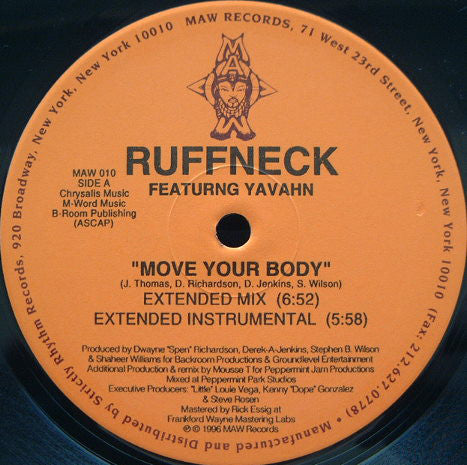 MAW RECORDS, 71 West 23rd Street, New York, New York 10010 (Fax: 212.627.0778)
• Manufactured and Distributed by Strictly Rhythm Records, 920 Broadway, New York, New York 10010
MAW
RUFFNECK
FEATURNG YAVAHN
MAW 010
SIDE A
Chrysalis Music
M-Word Music
B-Room Publishing
(ASCAP)
"MOVE YOUR BODY"
(J. Thomas, D. Richardson, D. Jenkins, S. Wilson)
EXTENDED MIX (6:52)
EXTENDED INSTRUMENTAL (5:58)
Produced by Dwayne "Spen" Richardson, Derek-A-Jenkins, Stephen B. Wilson
& Shaheer Williams for Backroom Productions & Groundlevel Entertainment
Additional Production & remix by Mousse T for Peppermint Jam Productions
Mixed at Peppermint Park Studios
Executive Producers: "Little" Louie Vega, Kenny "Dope" Gonzalez
& Steve Rosen
Mastered by Rick Essig at
Frankford Wayne Mastering Labs
℗ © 1996 MAW Records